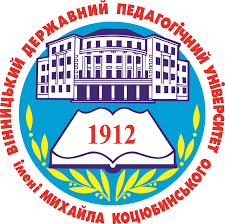 ВІННИЦЬКИЙ ДЕРЖАВНИЙ ПЕДАГОГІЧНИЙ УНІВЕРСИТЕТ
імені МИХАЙЛА КОЦЮБИНСЬКОГО
1912